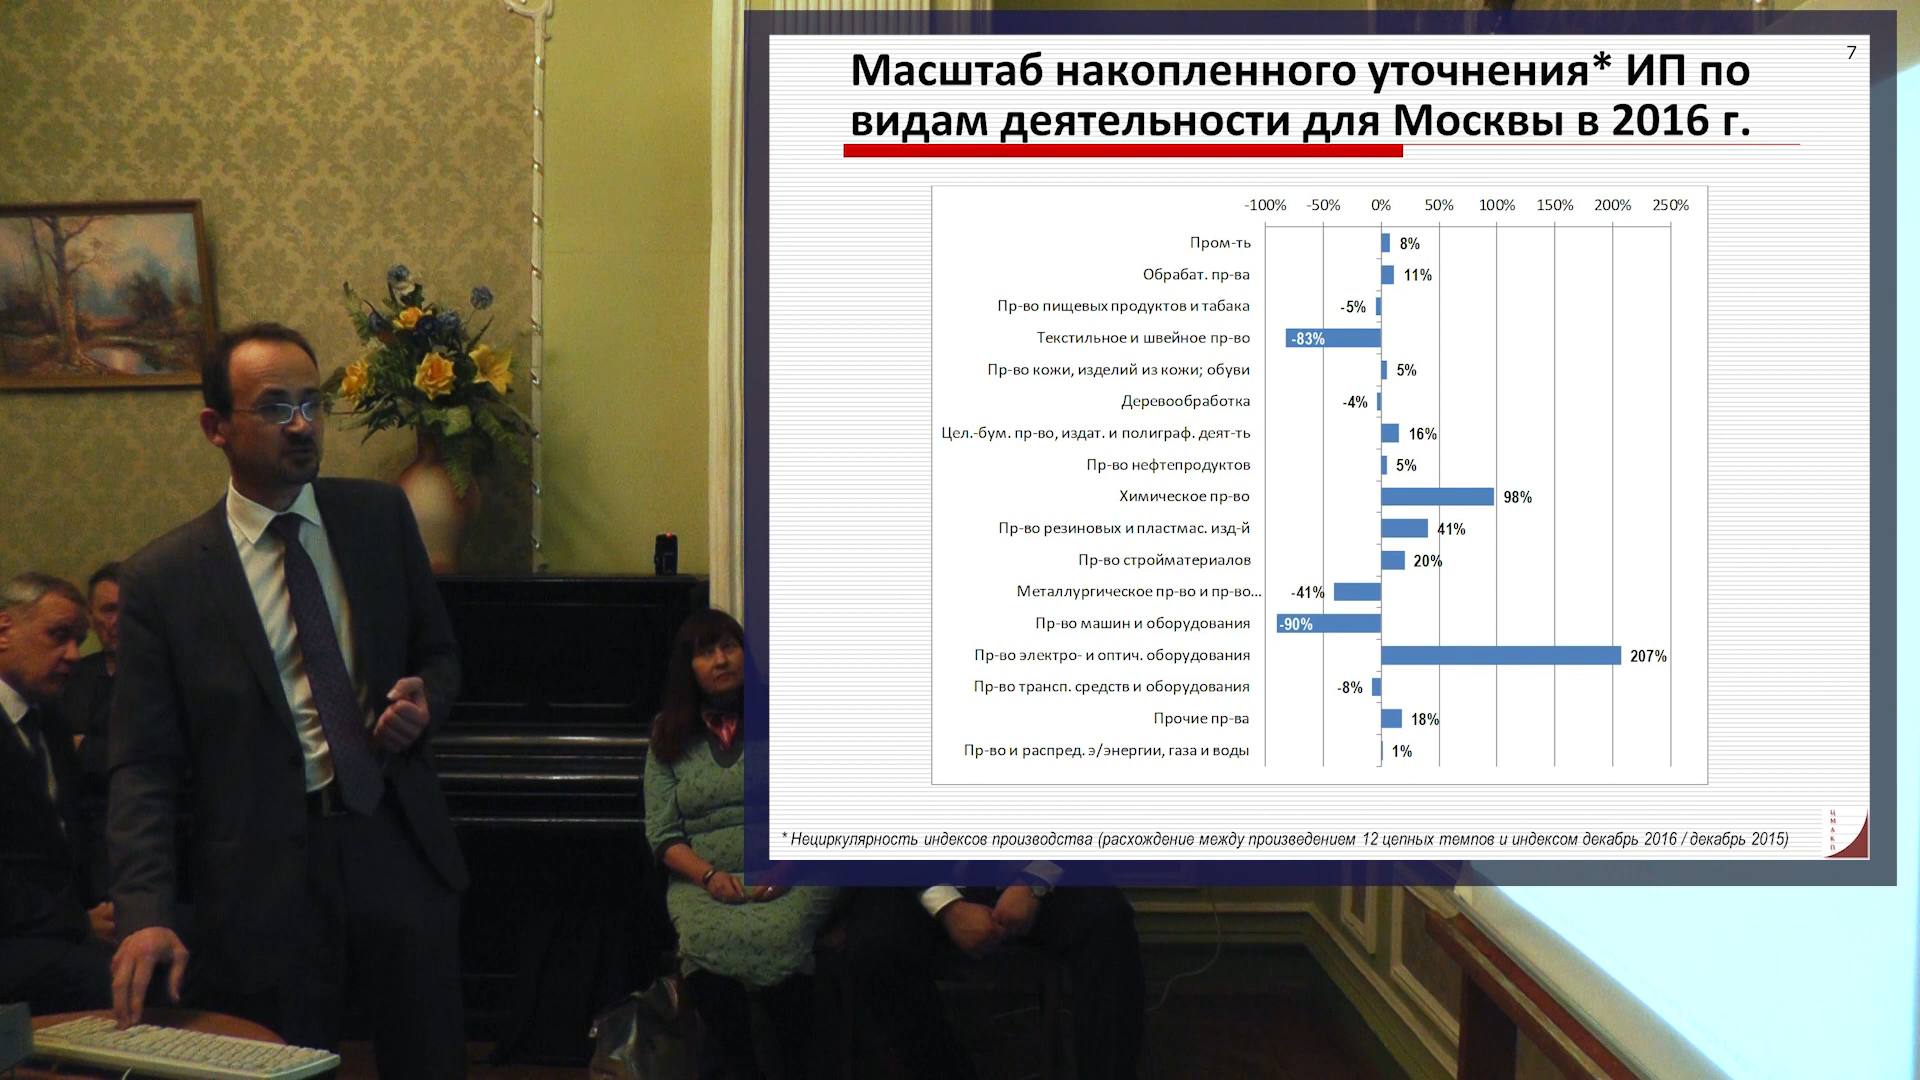 7
Масштаб накопленного уточнения* ИП по
видам деятельности для Москвы в 2016 г.
-100% -50% 0% 50% 100% 150% 200% 250%
Пром-ть 8%
Обрабат. пр-ва 11%
Пр-во пищевых продуктов и табака -5%
Текстильное и швейное пр-во -83%
Пр-во кожи, изделий из кожи; обуви 5%
Деревообработка -4%
Цел.-бум. пр-во, издат. и полиграф. деят-ть 16%
Пр-во нефтепродуктов 5%
Химическое пр-во 98%
Пр-во резиновых и пластмас. изд-й 41%
Пр-во стройматериалов 20%
Металлургическое пр-во и пр-во... -41%
Пр-во машин и оборудования -90%
Пр-во электро- и оптич. оборудования 207%
Пр-во трансп. средств и оборудования -8%
Прочие пр-ва 18%
Пр-во и распред. э/энергии, газа и воды 1%
* Нециркулярность индексов производства (расхождение между произведением 12 цепных темпов и индексом декабрь 2016 / декабрь 2015)
ЦМАКП